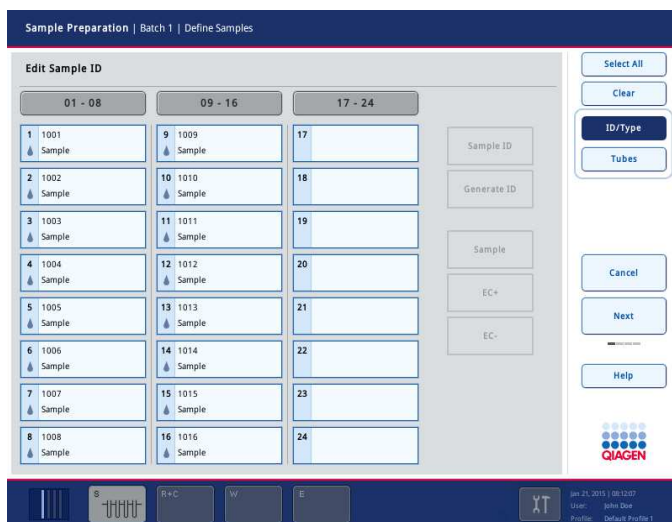 Sample Preparation | Batch 1 | Define Samples
Edit Sample ID
01 - 08
09 - 16
17 - 24
1 1001
Sample
2 1002
Sample
3 1003
Sample
4 1004
Sample
5 1005
Sample
6 1006
Sample
7 1007
Sample
8 1008
Sample
9 1009
Sample
10 1010
Sample
11 1011
Sample
12 1012
Sample
13 1013
Sample
14 1014
Sample
15 1015
Sample
16 1016
Sample
17
18
19
20
21
22
23
24
Sample ID
Generate ID
Sample
EC+
EC-
Select All
Clear
ID/Type
Tubes
Cancel
Next
Help
QIAGEN
S
R+C
W
E
Jan 21, 2015 | 08:12:07
User: John Doe
Profile: Default Profile 1